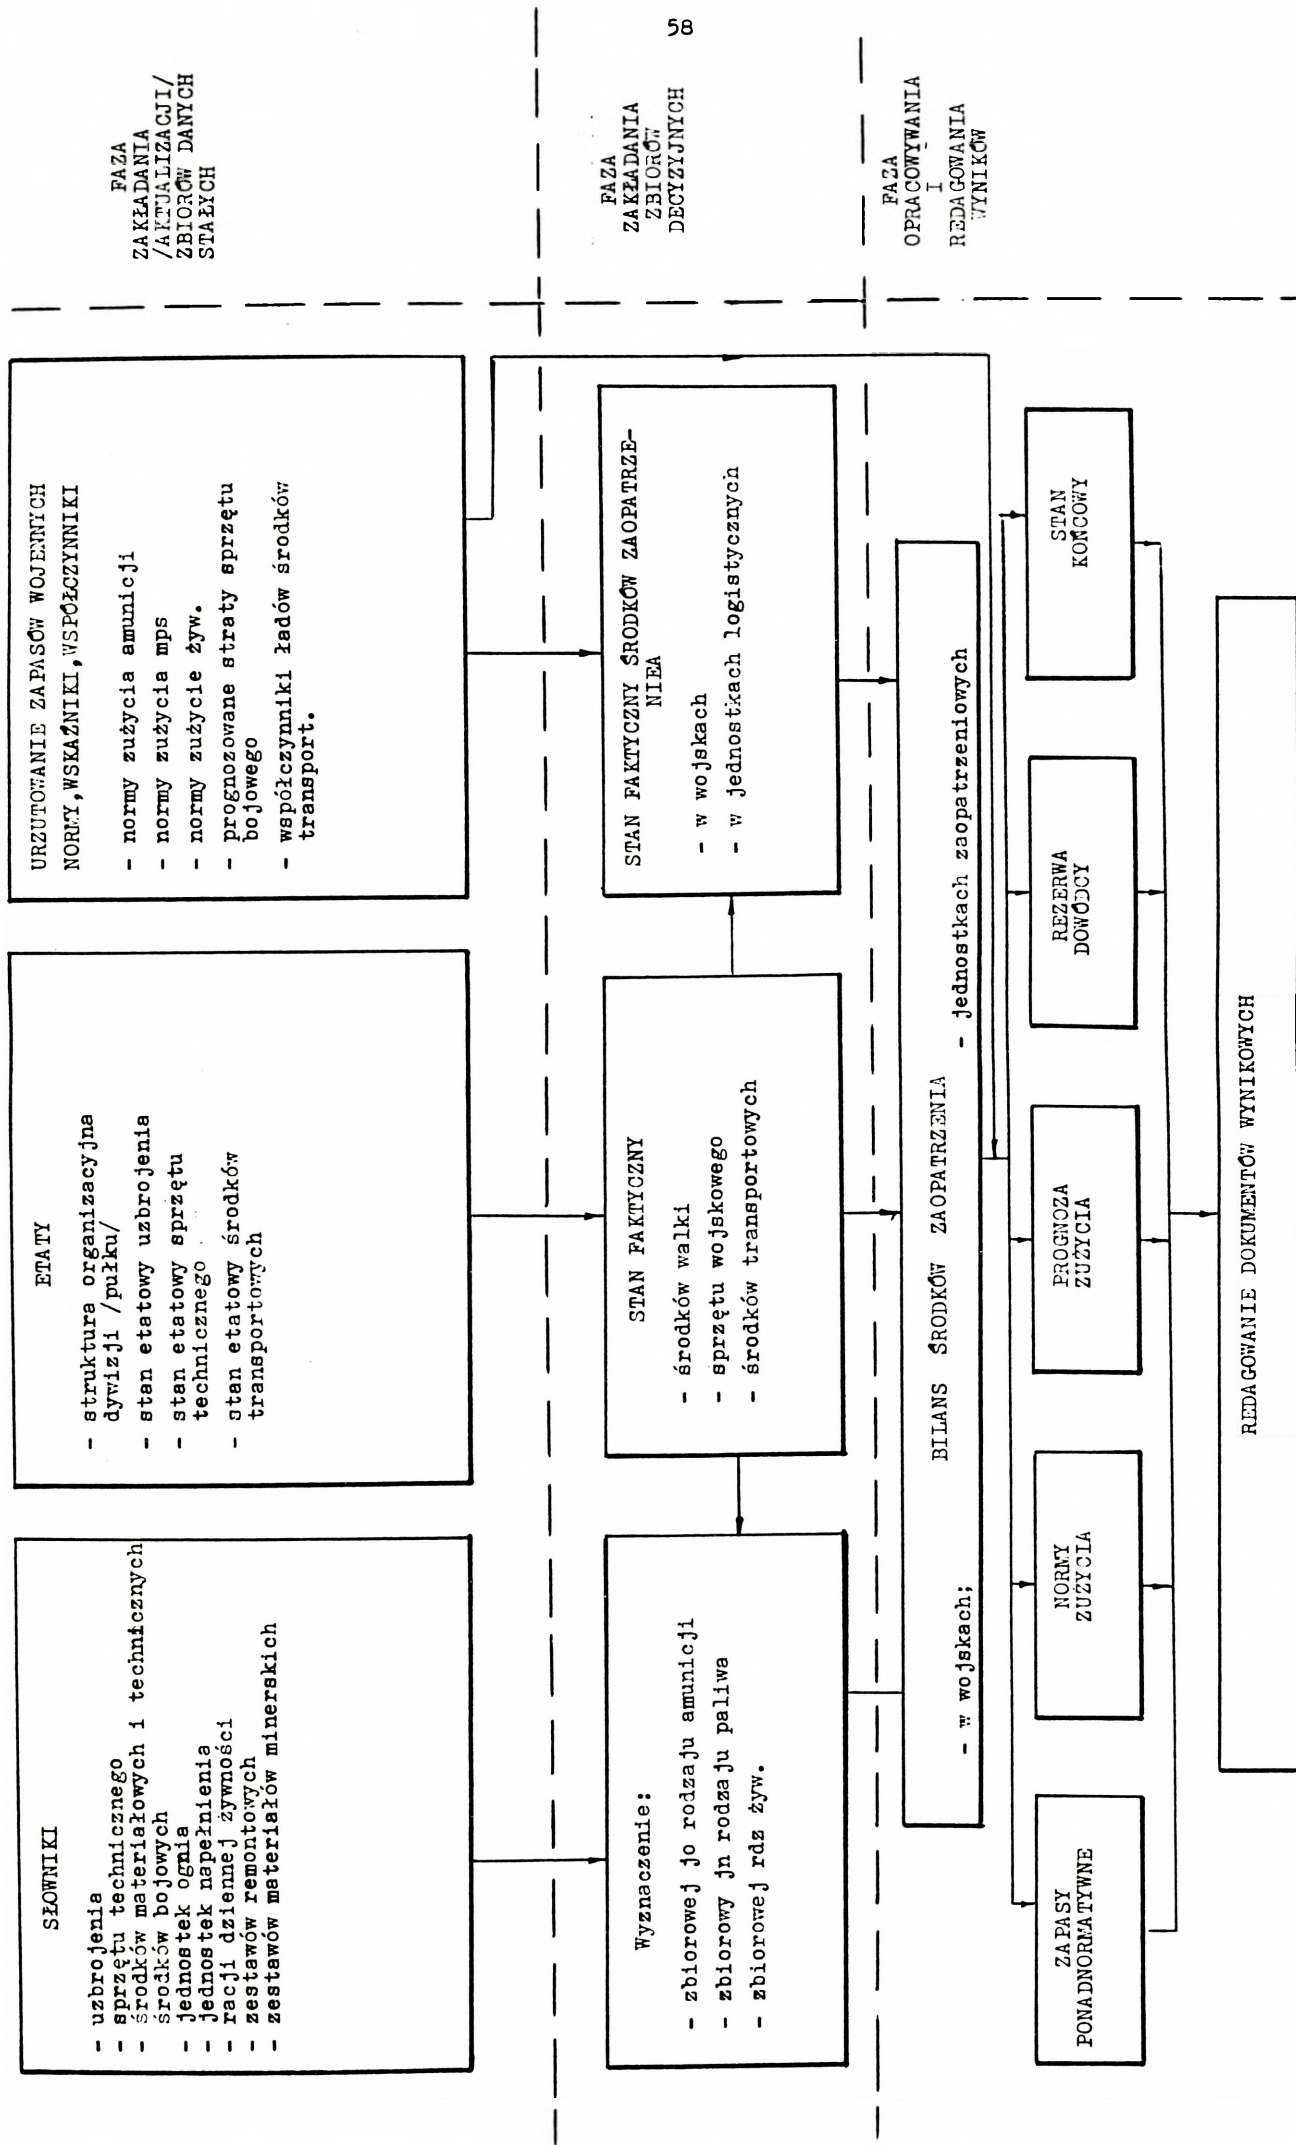 58
SŁOWNIKI
- uzbrojenia
- sprzętu technicznego
- środków materiałowych i technicznych
środków bojowych
- jednostek ognia
- jednostek napełnienia
- racji dziennej żywności
- zestawów remontowych
- zestawów materiałów minerskich
ETATY
- struktura organizacyjna
dywizji /pułku/
- stan etatowy uzbrojenia
- stan etatowy sprzętu
technicznego
- stan etatowy środków
transportowych
URZUTOWANIE ZAPASÓW WOJENNYCH
NORMY,WSKAŹNIKI,WSPÓŁCZYNNIKI
- normy zużycia amunicji
- normy zużycia mps
- normy zużycie żyw.
- prognozowane straty sprzętu
bojowego
- współczynniki ładów środków
transport.
FAZA
ZAKŁADANIA
/AKTUALIZACJI/
ZBIORÓW DANYCH
STAŁYCH
Wyznaczenie:
- zbiorowej jo rodzaju amunicji
- zbiorowy jn rodzaju paliwa
- zbiorowej rdz żyw.
STAN FAKTYCZNY
- środków walki
- sprzętu wojskowego
- środków transportowych
STAN FAKTYCZNY ŚRODKÓW ZAOPATRZE-
NIEA
- w wojskach
- w jednostkach logistycznych
FAZA
ZAKŁADANIA
ZBIORÓW
DECYZYJNYCH
BILANS ŚRODKÓW ZAOPATRZENIA
- w wojskach;
- jednostkach zaopatrzeniowych
FAZA
OPRACOWYWANIA
I
REDAGOWANIA
WYNIKÓW
ZAPASY
PONADNORMATYWNE
NORMY
ZUŻYCIA
PROGNOZA
ZUŻYCIA
REZERWA
DOWÓDCY
STAN
KOŃCOWY
REDAGOWANIE DOKUMENTÓW WYNIKOWYCH